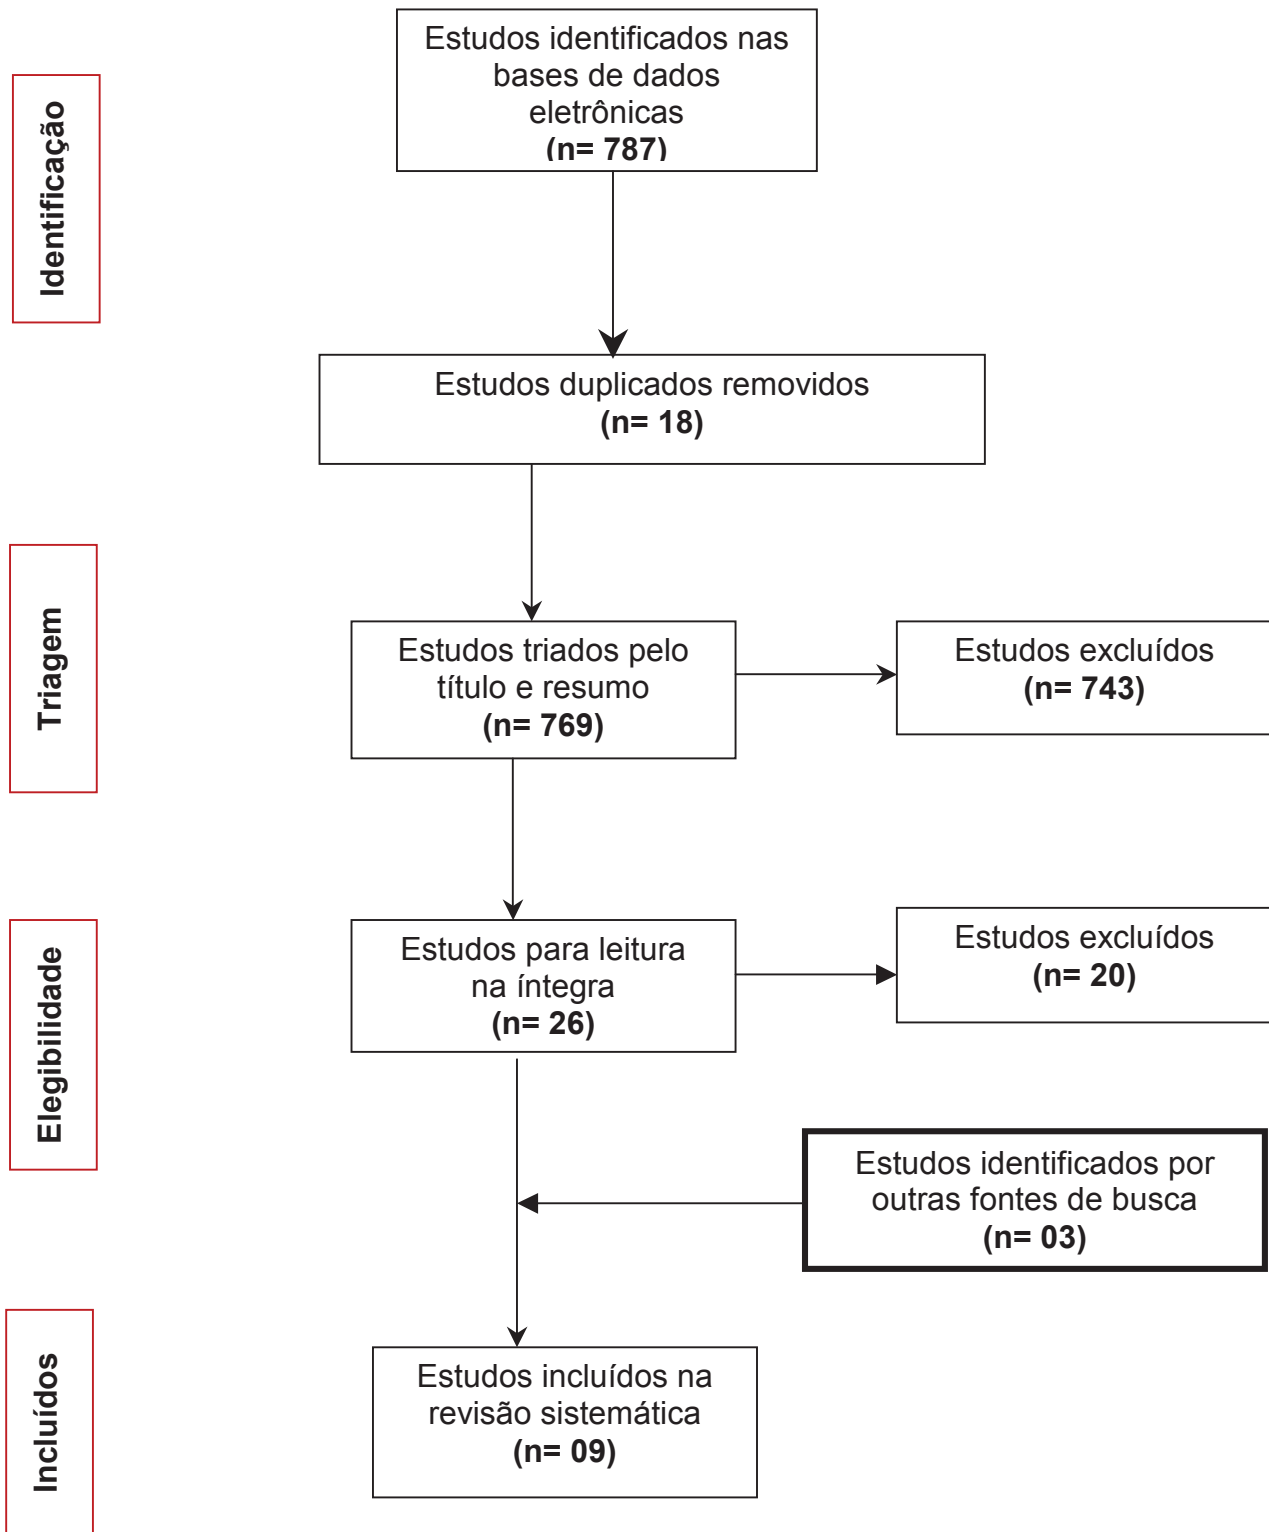 Identificação
Estudos identificados nas
bases de dados
eletrônicas
(n= 787)
Estudos duplicados removidos
(n= 18)
Triagem
Estudos triados pelo
título e resumo
(n= 769)
Estudos excluídos
(n= 743)
Elegibilidade
Estudos para leitura
na íntegra
(n= 26)
Estudos excluídos
(n= 20)
Estudos identificados por
outras fontes de busca
(n= 03)
Incluídos
Estudos incluídos na
revisão sistemática
(n= 09)